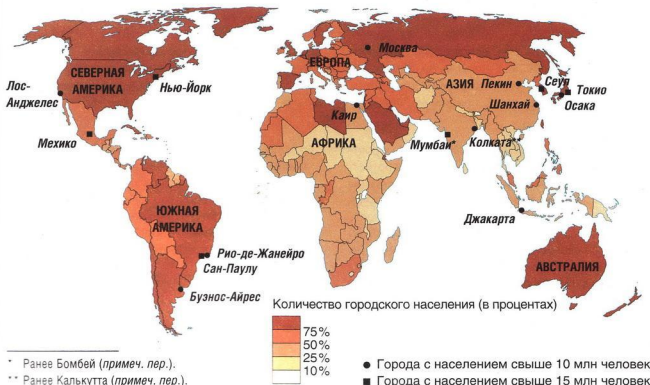 Москва
ЕВРОПА
СЕВЕРНАЯ
АМЕРИКА
Нью-Йорк
Лос-
Анджелес
АЗИЯ
Пекин
Сеул
Токио
Осака
Шанхай
Каир
Мехико
АФРИКА
Мумбаи*
Колката**
Джакарта
ЮЖНАЯ
АМЕРИКА
Рио-де-Жанейро
Сан-Паулу
Буэнос-Айрес
АВСТРАЛИЯ
Количество городского населения (в процентах)
75%
50%
25%
10%
* Ранее Бомбей (примеч. пер.).
** Ранее Калькутта (примеч. пер.).
● Города с населением свыше 10 млн человек
■ Города с населением свыше 15 млн человек